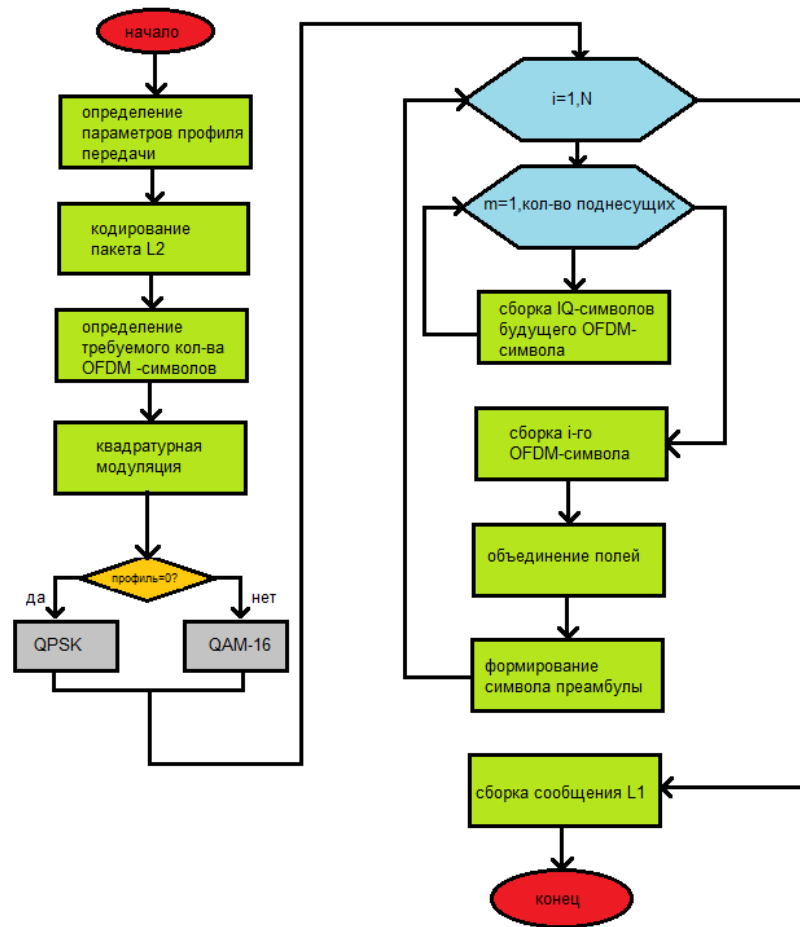 начало
определение
параметров профиля
передачи
кодирование
пакета L2
определение
требуемого кол-ва
OFDM -символов
квадратурная
модуляция
профиль=0?
да
нет
QPSK
QAM-16
i=1,N
m=1,кол-во поднесущих
сборка IQ-символов
будущего OFDM-
символа
сборка i-го
OFDM-символа
объединение полей
формирование
символа преамбулы
сборка сообщения L1
конец